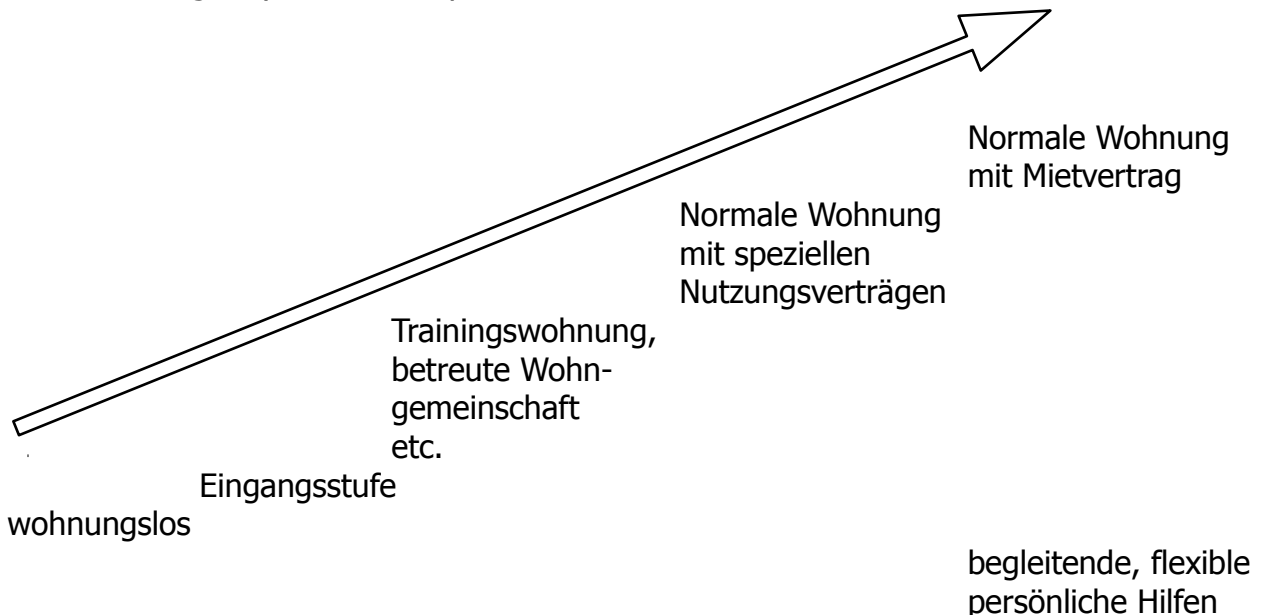 Normale Wohnung
mit Mietvertrag
Normale Wohnung
mit speziellen
Nutzungsverträgen
Trainingswohnung,
betreute Wohn-
gemeinschaft
etc.
Eingangsstufe
wohnungslos
begleitende, flexible
persönliche Hilfen